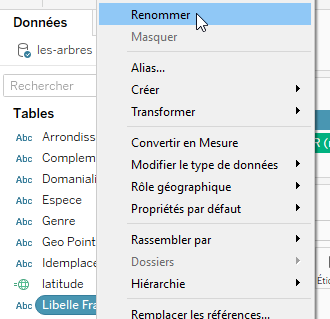 Données
les-arbres
Rechercher
Tables
Abc Arrondiss
Abc Complem
Abc Domaniali
Abc Espece
Abc Genre
Abc Geo Point
Abc Idemplace
latitude
Abc Libelle Fra
Renommer
Masquer
Alias...
Créer
Transformer
Convertir en Mesure
Modifier le type de données
Rôle géographique
Propriétés par défaut
Rassembler par
Dossiers
Hiérarchie
Remplacer les références...
R (
Éti